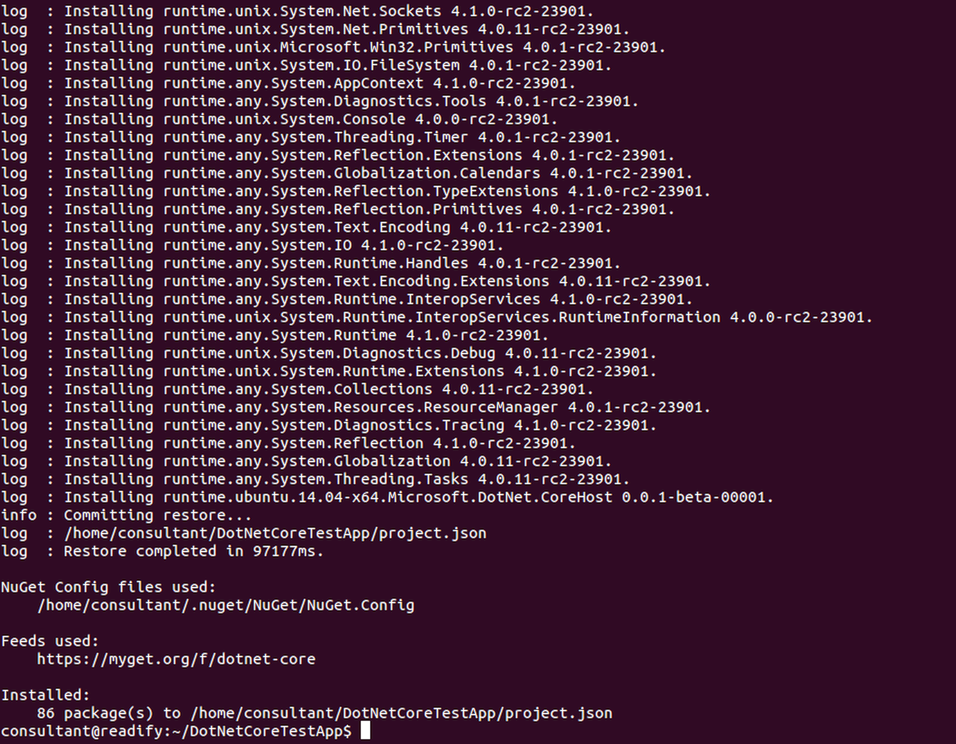 log  : Installing runtime.unix.System.Net.Sockets 4.1.0-rc2-23901.
log  : Installing runtime.unix.System.Net.Primitives 4.0.11-rc2-23901.
log  : Installing runtime.unix.Microsoft.Win32.Primitives 4.0.1-rc2-23901.
log  : Installing runtime.unix.System.IO.FileSystem 4.0.1-rc2-23901.
log  : Installing runtime.any.System.AppContext 4.1.0-rc2-23901.
log  : Installing runtime.any.System.Diagnostics.Tools 4.0.1-rc2-23901.
log  : Installing runtime.unix.System.Console 4.0.0-rc2-23901.
log  : Installing runtime.any.System.Threading.Timer 4.0.1-rc2-23901.
log  : Installing runtime.any.System.Reflection.Extensions 4.0.1-rc2-23901.
log  : Installing runtime.any.System.Globalization.Calendars 4.0.1-rc2-23901.
log  : Installing runtime.any.System.Reflection.TypeExtensions 4.1.0-rc2-23901.
log  : Installing runtime.any.System.Reflection.Primitives 4.0.1-rc2-23901.
log  : Installing runtime.any.System.Text.Encoding 4.0.11-rc2-23901.
log  : Installing runtime.any.System.IO 4.1.0-rc2-23901.
log  : Installing runtime.any.System.Runtime.Handles 4.0.1-rc2-23901.
log  : Installing runtime.any.System.Text.Encoding.Extensions 4.0.11-rc2-23901.
log  : Installing runtime.any.System.Runtime.InteropServices 4.1.0-rc2-23901.
log  : Installing runtime.unix.System.Runtime.InteropServices.RuntimeInformation 4.0.0-rc2-23901.
log  : Installing runtime.any.System.Runtime 4.1.0-rc2-23901.
log  : Installing runtime.unix.System.Diagnostics.Debug 4.0.11-rc2-23901.
log  : Installing runtime.unix.System.Runtime.Extensions 4.1.0-rc2-23901.
log  : Installing runtime.any.System.Collections 4.0.11-rc2-23901.
log  : Installing runtime.any.System.Resources.ResourceManager 4.0.1-rc2-23901.
log  : Installing runtime.any.System.Diagnostics.Tracing 4.1.0-rc2-23901.
log  : Installing runtime.any.System.Reflection 4.1.0-rc2-23901.
log  : Installing runtime.any.System.Globalization 4.0.11-rc2-23901.
log  : Installing runtime.any.System.Threading.Tasks 4.0.11-rc2-23901.
log  : Installing runtime.ubuntu.14.04-x64.Microsoft.DotNet.CoreHost 0.0.1-beta-00001.
info : Committing restore...
log  : /home/consultant/DotNetCoreTestApp/project.json
log  : Restore completed in 97177ms.

NuGet Config files used:
    /home/consultant/.nuget/NuGet/NuGet.Config

Feeds used:
    https://myget.org/f/dotnet-core

Installed:
    86 package(s) to /home/consultant/DotNetCoreTestApp/project.json
consultant@readify:~/DotNetCoreTestApp$